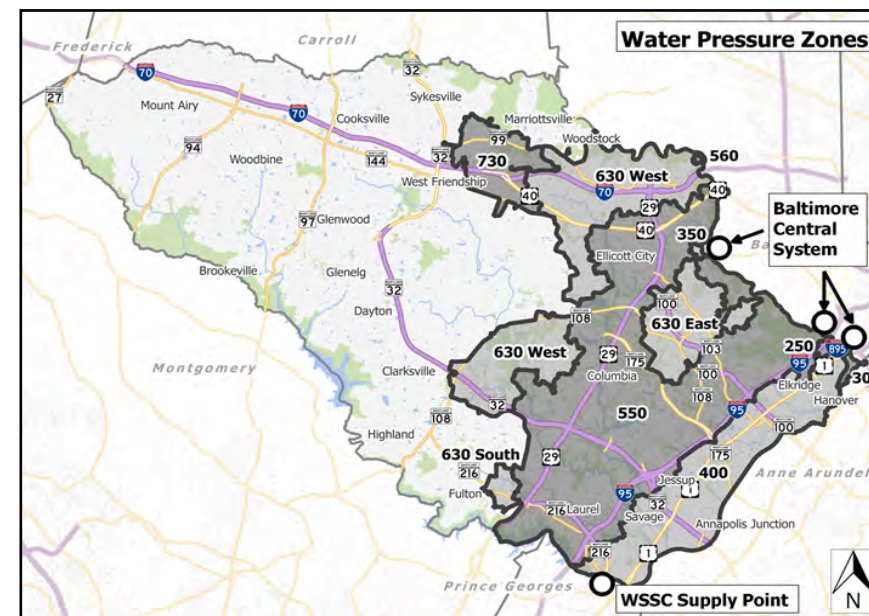 Water Pressure Zones
Frederick
Carroll
70
32
27
Mount Airy
Sykesville
Cooksville
70
Marriottsville
Woodstock
99
94
144
32
730
560
Woodbine
630 West
West Friendship
70
40
40
29
97
Glenwood
40
350
Baltimore
Central
System
Ellicott City
Brookeville
Glenelg
32
Dayton
100
108
630 East
630 West
29
175
103
250
95
895
1
Montgomery
Clarksville
Columbia
100
Elkridge
30
Hanover
108
32
550
95
100
108
Highland
175
630 South
29
400
216
Anne Arundel
Fulton
95
Jessup
1
32
216
Laurel
Savage
Annapolis Junction
216
1
Prince Georges
WSSC Supply Point
N